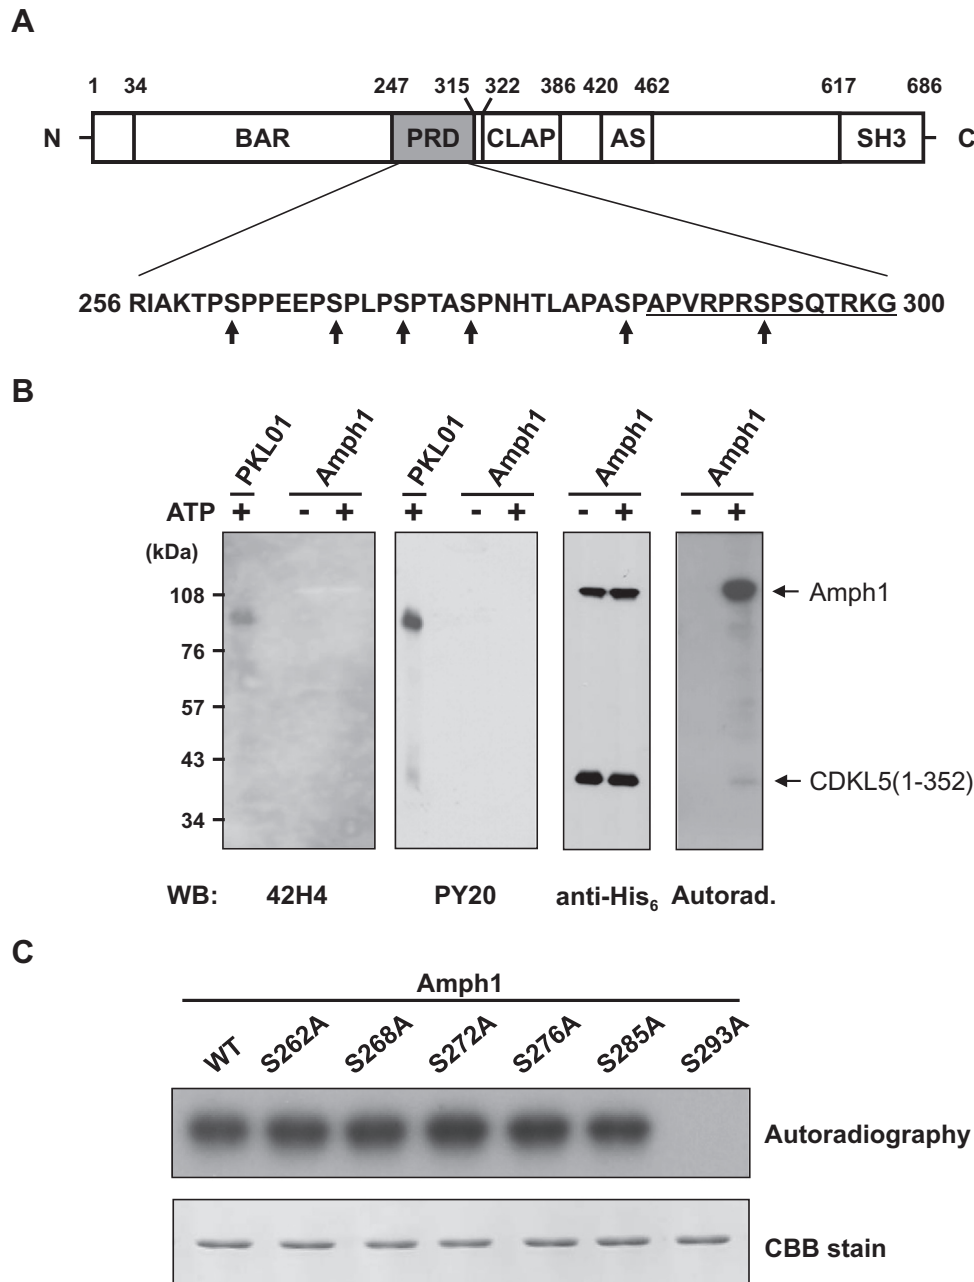 A
1 34 247 315 322 386 420 462 617 686
N BAR PRD CLAP AS SH3 C
256 RIAKTPSPPEEPSPLPSPTASPNHTLAPASPAPVRPRSPSQTRKG 300
B
PKL01 Amph1 PKL01 Amph1 Amph1 Amph1
ATP + - + + - + - + - +
(kDa)
108
76
57
43
34
Amph1
CDKL5(1-352)
WB: 42H4 PY20 anti-His6 Autorad.
C
Amph1
WT S262A S268A S272A S276A S285A S293A
Autoradiography
CBB stain